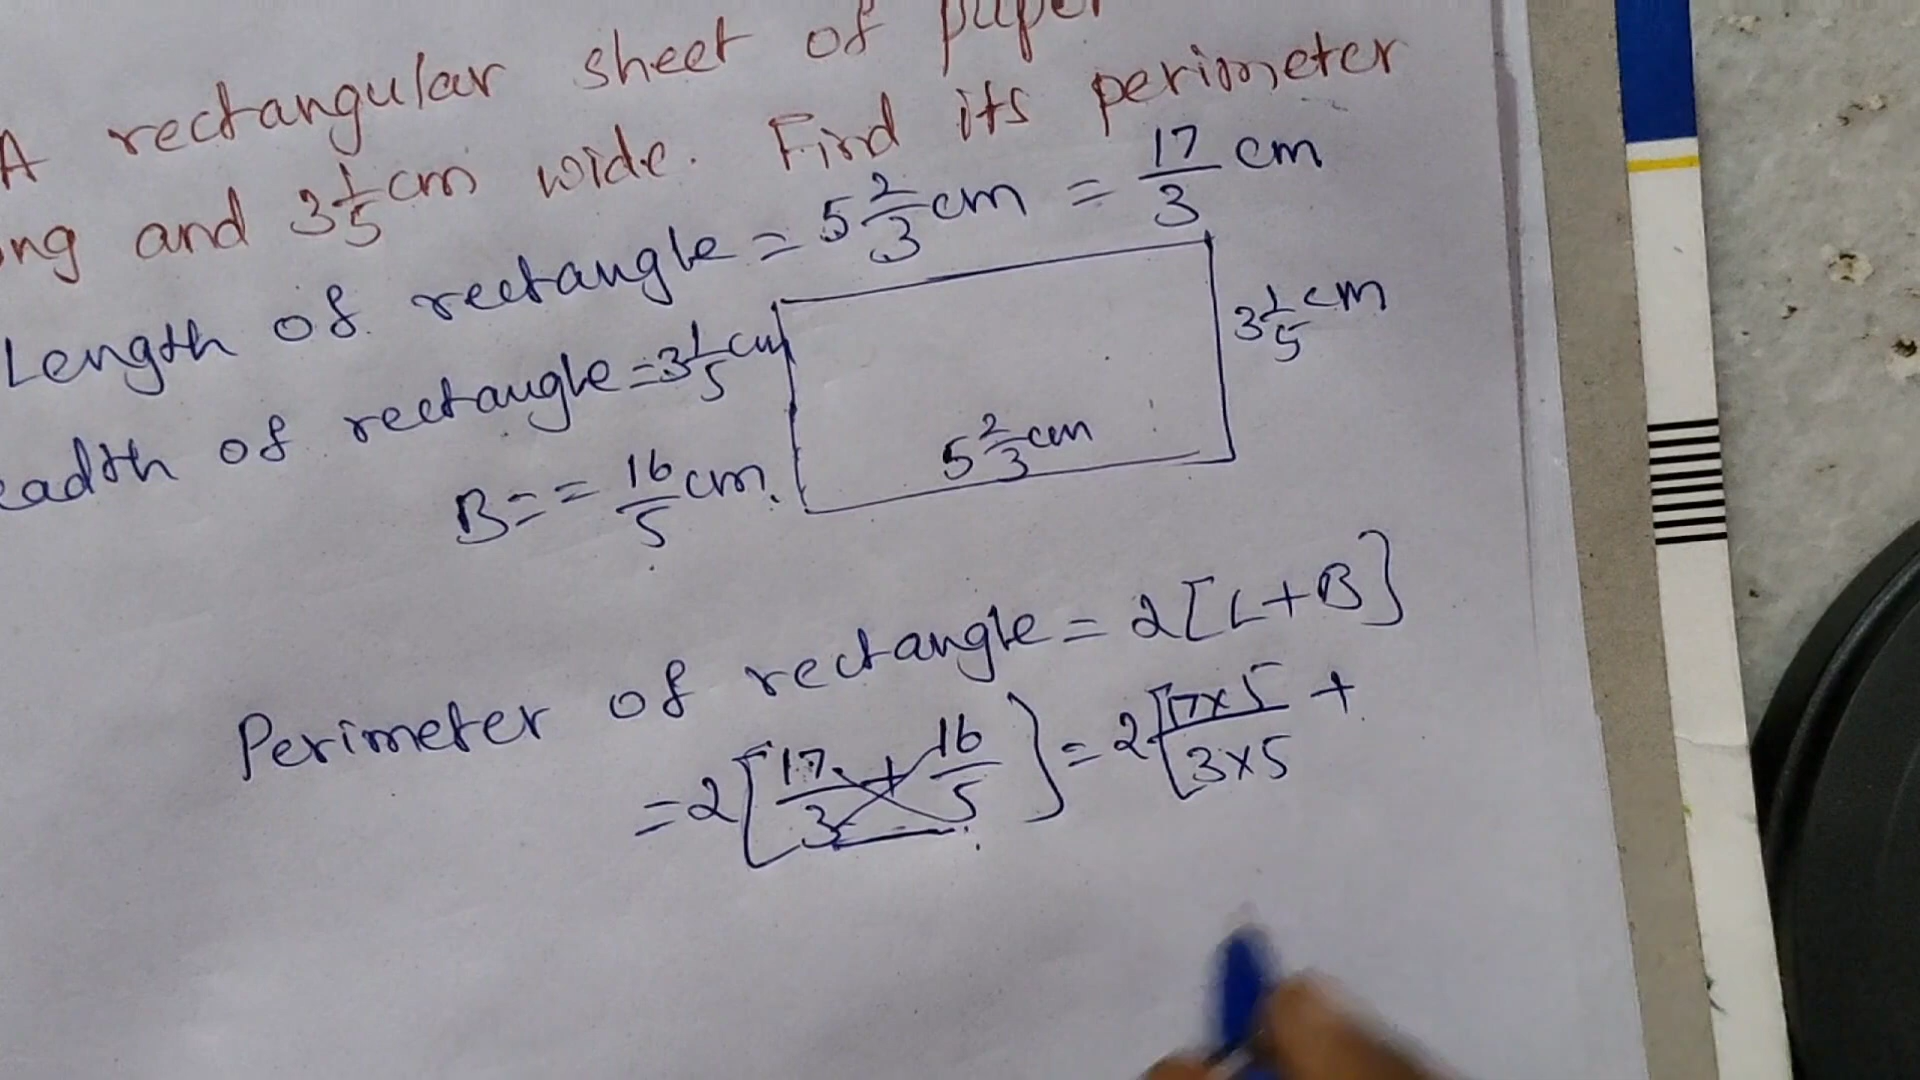 A rectangular sheet of paper
ng and 3 1/5 cm wide. Find its perimeter
Length of rectangle = 5 2/3 cm = 17/3 cm
eadth of rectangle = 3 1/5 cm
3 1/5 cm
B = = 16/5 cm.
5 2/3 cm
Perimeter of rectangle = 2[L+B]
= 2[17/3 + 16/5] = 2[17×5/3×5 +